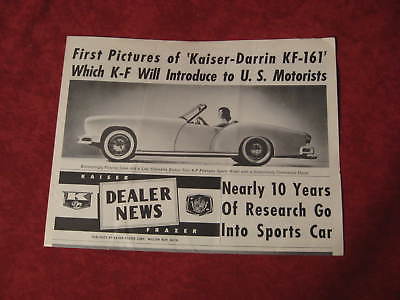 First Pictures of 'Kaiser-Darrin KF-161'
Which K-F Will Introduce to U. S. Motorists
KAISER
DEALER
NEWS
FRAZER
Nearly 10 Years
Of Research Go
Into Sports Car